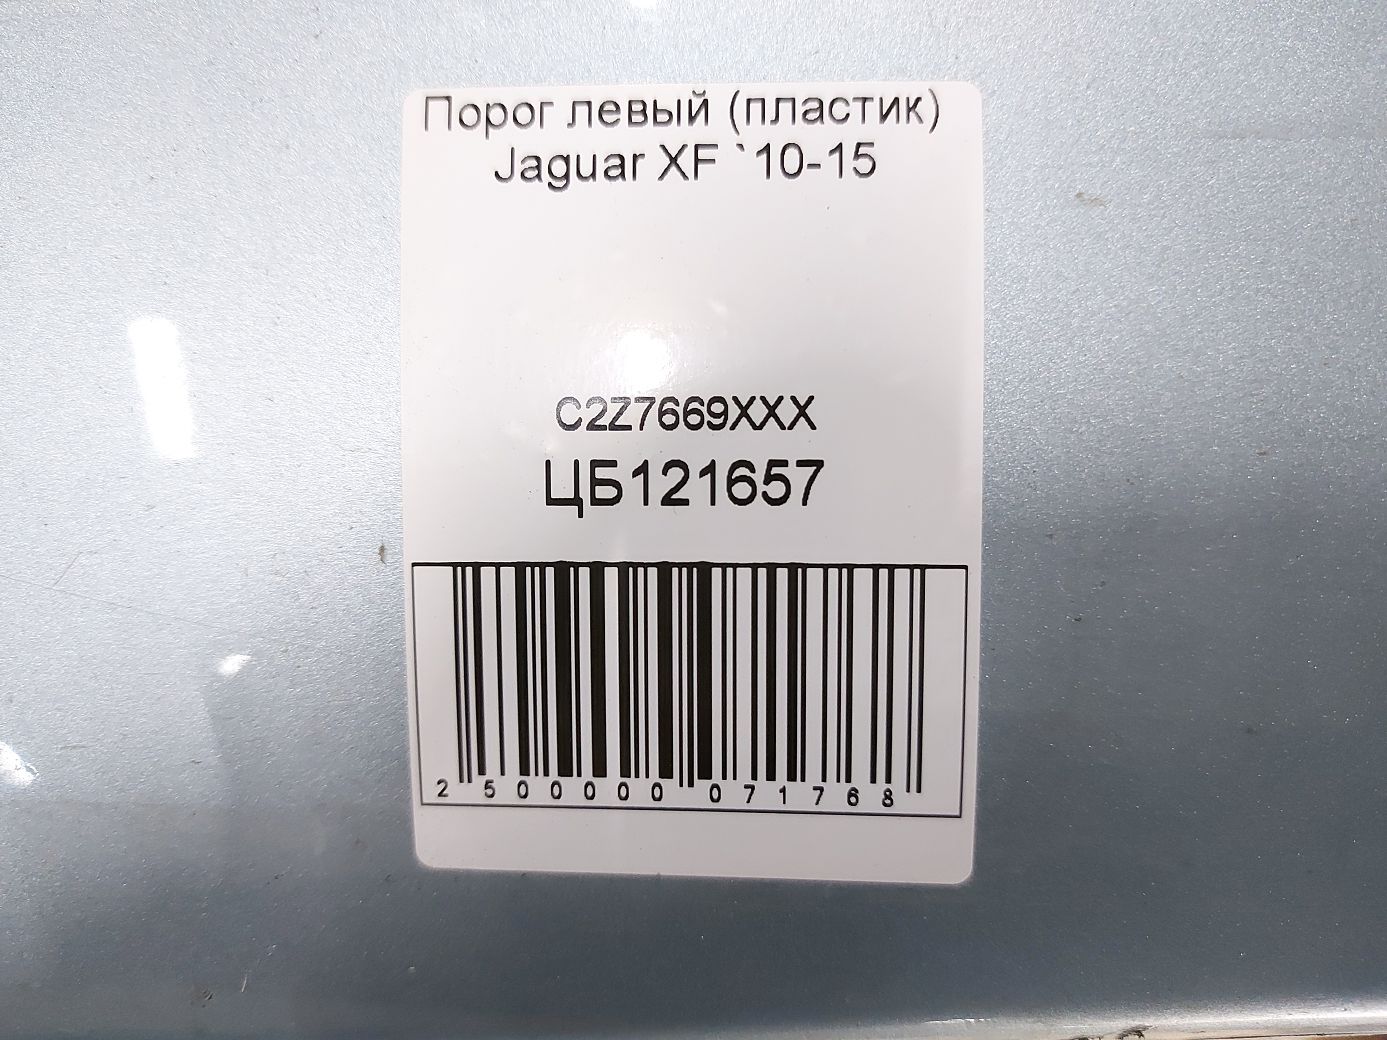 Порог левый (пластик)
Jaguar XF `10-15
C2Z7669XXX
ЦБ121657
2 500000 071768